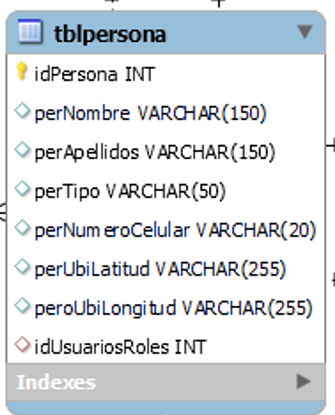 tblpersona
idPersona INT
perNombre VARCHAR(150)
perApellidos VARCHAR(150)
perTipo VARCHAR(50)
perNumeroCelular VARCHAR(20)
perUbiLatitud VARCHAR(255)
peroUbiLongitud VARCHAR(255)
idUsuariosRoles INT
Indexes